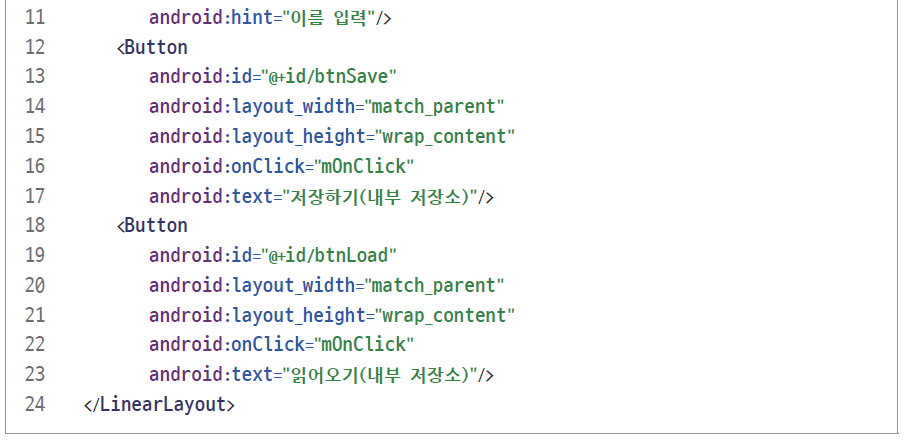 11 android:hint="이름 입력"/>
12 <Button
13 android:id="@+id/btnSave"
14 android:layout_width="match_parent"
15 android:layout_height="wrap_content"
16 android:onClick="mOnClick"
17 android:text="저장하기(내부 저장소)"/>
18 <Button
19 android:id="@+id/btnLoad"
20 android:layout_width="match_parent"
21 android:layout_height="wrap_content"
22 android:onClick="mOnClick"
23 android:text="읽어오기(내부 저장소)"/>
24 </LinearLayout>